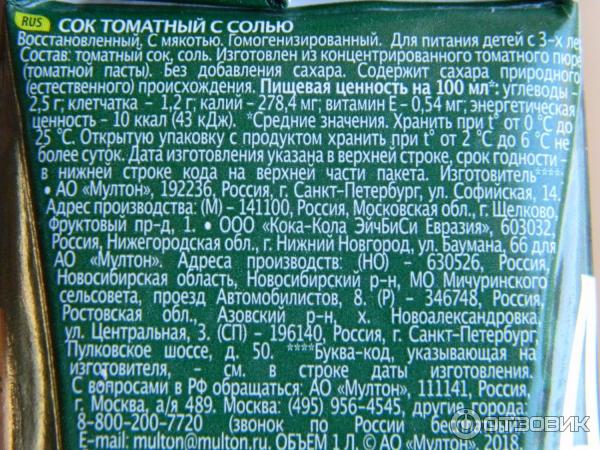 RUS СОК ТОМАТНЫЙ С СОЛЬЮ
Восстановленный. С мякотью. Гомогенизированный. Для питания детей с 3-х лет
Состав: томатный сок, соль. Изготовлен из концентрированного томатного пюре
(томатной пасты). Без добавления сахара. Содержит сахара природного
(естественного) происхождения. Пищевая ценность на 100 мл*: углеводы –
2,5 г; клетчатка – 1,2 г; калий – 278,4 мг; витамин Е – 0,54 мг; энергетическая
ценность – 10 ккал (43 кДж). *Средние значения. Хранить при t° от 0 °С до
25 °С. Открытую упаковку с продуктом хранить при t° от 2 °С до 6 °С не
более суток. Дата изготовления указана в верхней строке, срок годности –
в нижней строке кода на верхней части пакета. Изготовитель****:
• АО «Мултон», 192236, Россия, г. Санкт-Петербург, ул. Софийская, 14.
Адрес производства: (М) – 141100, Россия, Московская обл., г. Щелково,
Фруктовый пр-д, 1. • ООО «Кока-Кола ЭйчБиСи Евразия», 603032,
Россия, Нижегородская обл., г. Нижний Новгород, ул. Баумана, 66 для
АО «Мултон». Адреса производств: (НО) – 630526, Россия,
Новосибирская область, Новосибирский р-н, МО Мичуринского
сельсовета, проезд Автомобилистов, 8. (Р) – 346748, Россия,
Ростовская обл., Азовский р-н, х. Новоалександровка,
ул. Центральная, 3. (СП) – 196140, Россия, г. Санкт-Петербург,
Пулковское шоссе, д. 50. ****Буква-код, указывающая на
изготовителя, – см. в строке даты изготовления.
С вопросами в РФ обращаться: АО «Мултон», 111141, Россия,
г. Москва, а/я 489. Москва: (495) 956-4545, другие города:
8-800-200-7720 (звонок по России
E-mail: multon@multon.ru. ОБЪЕМ 1 Л. © АО «Мултон», 2018.
ОТЗОВИК